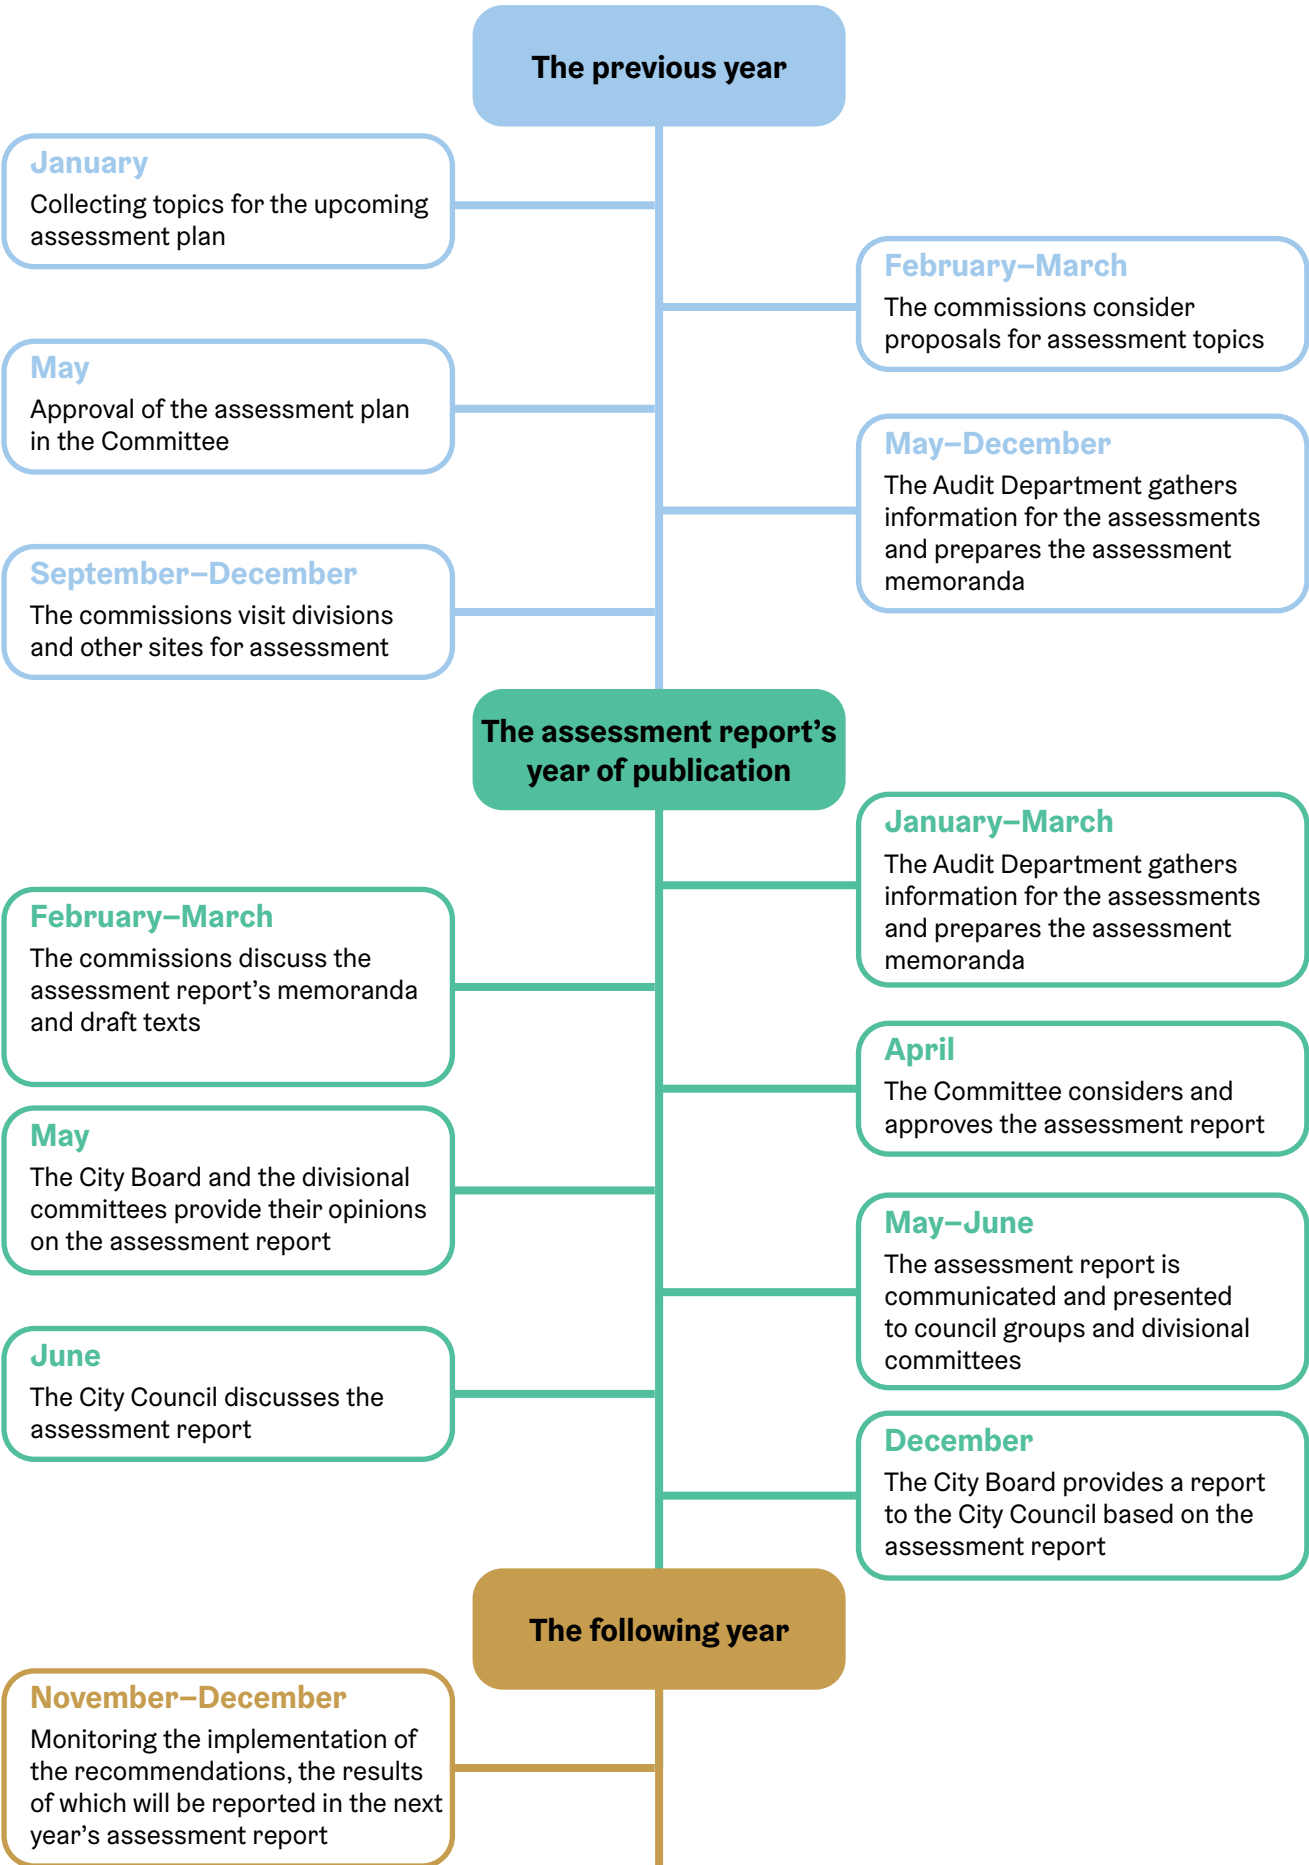 The previous year
January
Collecting topics for the upcoming
assessment plan
February–March
The commissions consider
proposals for assessment topics
May
Approval of the assessment plan
in the Committee
May–December
The Audit Department gathers
information for the assessments
and prepares the assessment
memoranda
September–December
The commissions visit divisions
and other sites for assessment
The assessment report’s
year of publication
January–March
The Audit Department gathers
information for the assessments
and prepares the assessment
memoranda
February–March
The commissions discuss the
assessment report’s memoranda
and draft texts
April
The Committee considers and
approves the assessment report
May
The City Board and the divisional
committees provide their opinions
on the assessment report
May–June
The assessment report is
communicated and presented
to council groups and divisional
committees
June
The City Council discusses the
assessment report
December
The City Board provides a report
to the City Council based on the
assessment report
The following year
November–December
Monitoring the implementation of
the recommendations, the results
of which will be reported in the next
year’s assessment report